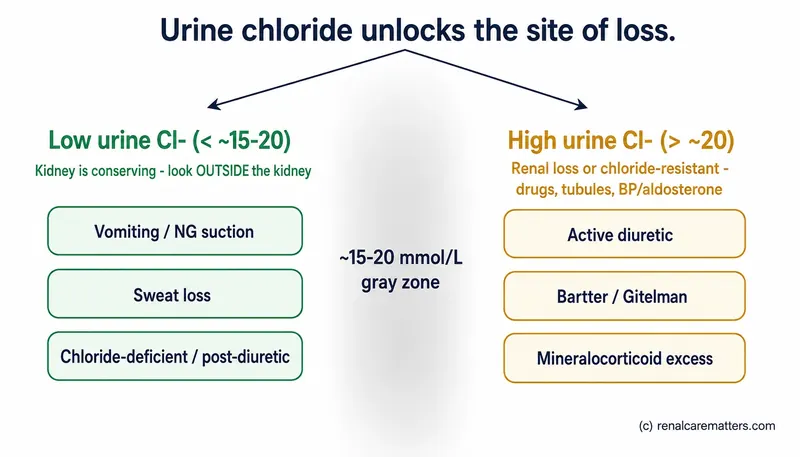 Urine chloride unlocks the site of loss.
Low urine Cl- (< ~15-20)
Kidney is conserving - look OUTSIDE the kidney
Vomiting / NG suction
Sweat loss
Chloride-deficient / post-diuretic
~15-20 mmol/L
gray zone
High urine Cl- (> ~20)
Renal loss or chloride-resistant -
drugs, tubules, BP/aldosterone
Active diuretic
Bartter / Gitelman
Mineralocorticoid excess
(c) renalcarematters.com